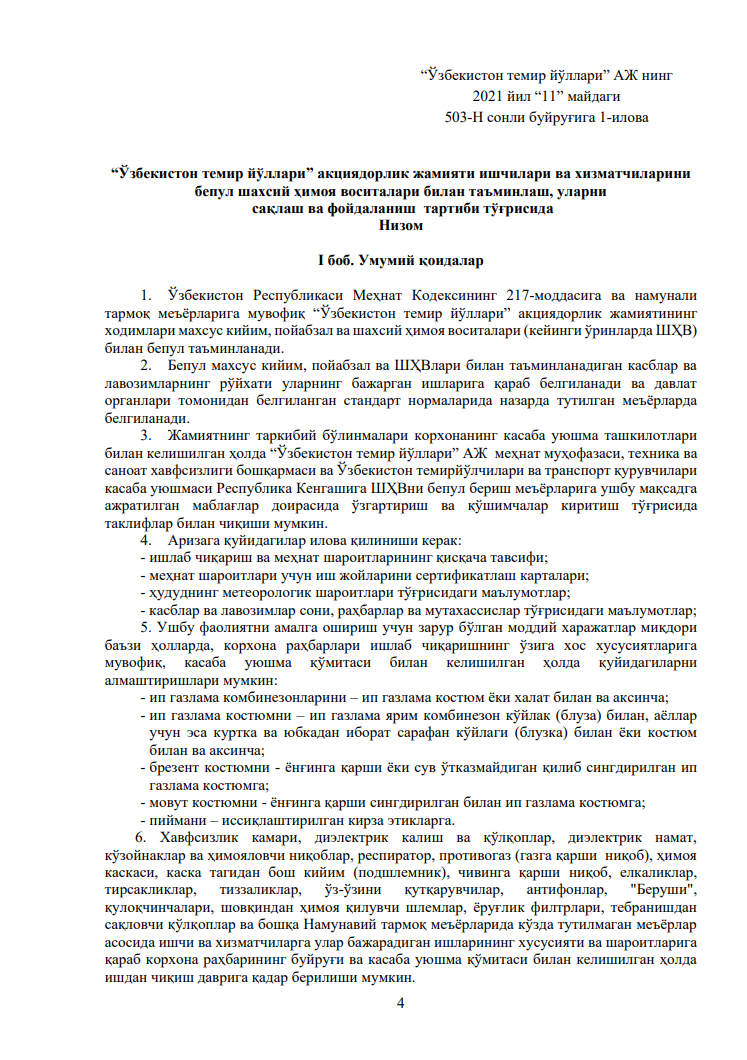 “Ўзбекистон темир йўллари” АЖ нинг
2021 йил “11” майдаги
503-Н сонли буйруғига 1-илова
“Ўзбекистон темир йўллари” акциядорлик жамияти ишчилари ва хизматчиларини
бепул шахсий ҳимоя воситалари билан таъминлаш, уларни
сақлаш ва фойдаланиш тартиби тўғрисида
Низом
I боб. Умумий қоидалар
1. Ўзбекистон Республикаси Меҳнат Кодексининг 217-моддасига ва намунали
тармоқ меъёрларига мувофиқ “Ўзбекистон темир йўллари” акциядорлик жамиятининг
ходимлари махсус кийим, пойабзал ва шахсий ҳимоя воситалари (кейинги ўринларда ШҲВ)
билан бепул таъминланади.
2. Бепул махсус кийим, пойабзал ва ШҲВлари билан таъминланадиган касблар ва
лавозимларнинг рўйхати уларнинг бажарган ишларига қараб белгиланади ва давлат
органлари томонидан белгиланган стандарт нормаларида назарда тутилган меъёрларда
белгиланади.
3. Жамиятнинг таркибий бўлинмалари корхонанинг касаба уюшма ташкилотлари
билан келишилган ҳолда “Ўзбекистон темир йўллари” АЖ меҳнат муҳофазаси, техника ва
саноат хавфсизлиги бошқармаси ва Ўзбекистон темирйўлчилари ва транспорт қурувчилари
касаба уюшмаси Республика Кенгашига ШҲВни бепул бериш меъёрларига ушбу мақсадга
ажратилган маблағлар доирасида ўзгартириш ва қўшимчалар киритиш тўғрисида
таклифлар билан чиқиши мумкин.
4. Аризага қуйидагилар илова қилиниши керак:
- ишлаб чиқариш ва меҳнат шароитларининг қисқача тавсифи;
- меҳнат шароитлари учун иш жойларини сертификатлаш карталари;
- ҳудуднинг метеорологик шароитлари тўғрисидаги маълумотлар;
- касблар ва лавозимлар сони, раҳбарлар ва мутахассислар тўғрисидаги маълумотлар;
5. Ушбу фаолиятни амалга ошириш учун зарур бўлган моддий харажатлар миқдори
баъзи ҳолларда, корхона раҳбарлари ишлаб чиқаришнинг ўзига хос хусусиятларига
мувофиқ, касаба уюшма қўмитаси билан келишилган ҳолда қуйидагиларни
алмаштиришлари мумкин:
- ип газлама комбинезонларини – ип газлама костюм ёки халат билан ва аксинча;
- ип газлама костюмни – ип газлама ярим комбинезон кўйлак (блуза) билан, аёллар
учун эса куртка ва юбкадан иборат сарафан кўйлаги (блузка) билан ёки костюм
билан ва аксинча;
- брезент костюмни - ёнғинга қарши ёки сув ўтказмайдиган қилиб сингдирилган ип
газлама костюмга;
- мовут костюмни - ёнғинга қарши сингдирилган билан ип газлама костюмга;
- пиймани – иссиқлаштирилган кирза этикларга.
6. Хавфсизлик камари, диэлектрик калиш ва қўлқоплар, диэлектрик намат,
кўзойнаклар ва ҳимояловчи ниқоблар, респиратор, противогаз (газга қарши ниқоб), ҳимоя
каскаси, каска тагидан бош кийим (подшлемник), чивинга қарши ниқоб, елкаликлар,
тирсакликлар, тиззаликлар, ўз-ўзини қутқарувчилар, антифонлар, "Беруши",
қулоқчинчалари, шовқиндан ҳимоя қилувчи шлемлар, ёруғлик филтрлари, тебранишдан
сақловчи қўлқоплар ва бошқа Намунавий тармоқ меъёрларида кўзда тутилмаган меъёрлар
асосида ишчи ва хизматчиларга улар бажарадиган ишларининг хусусияти ва шароитларига
қараб корхона раҳбарининг буйруғи ва касаба уюшма қўмитаси билан келишилган ҳолда
ишдан чиқиш даврига қадар берилиши мумкин.
4